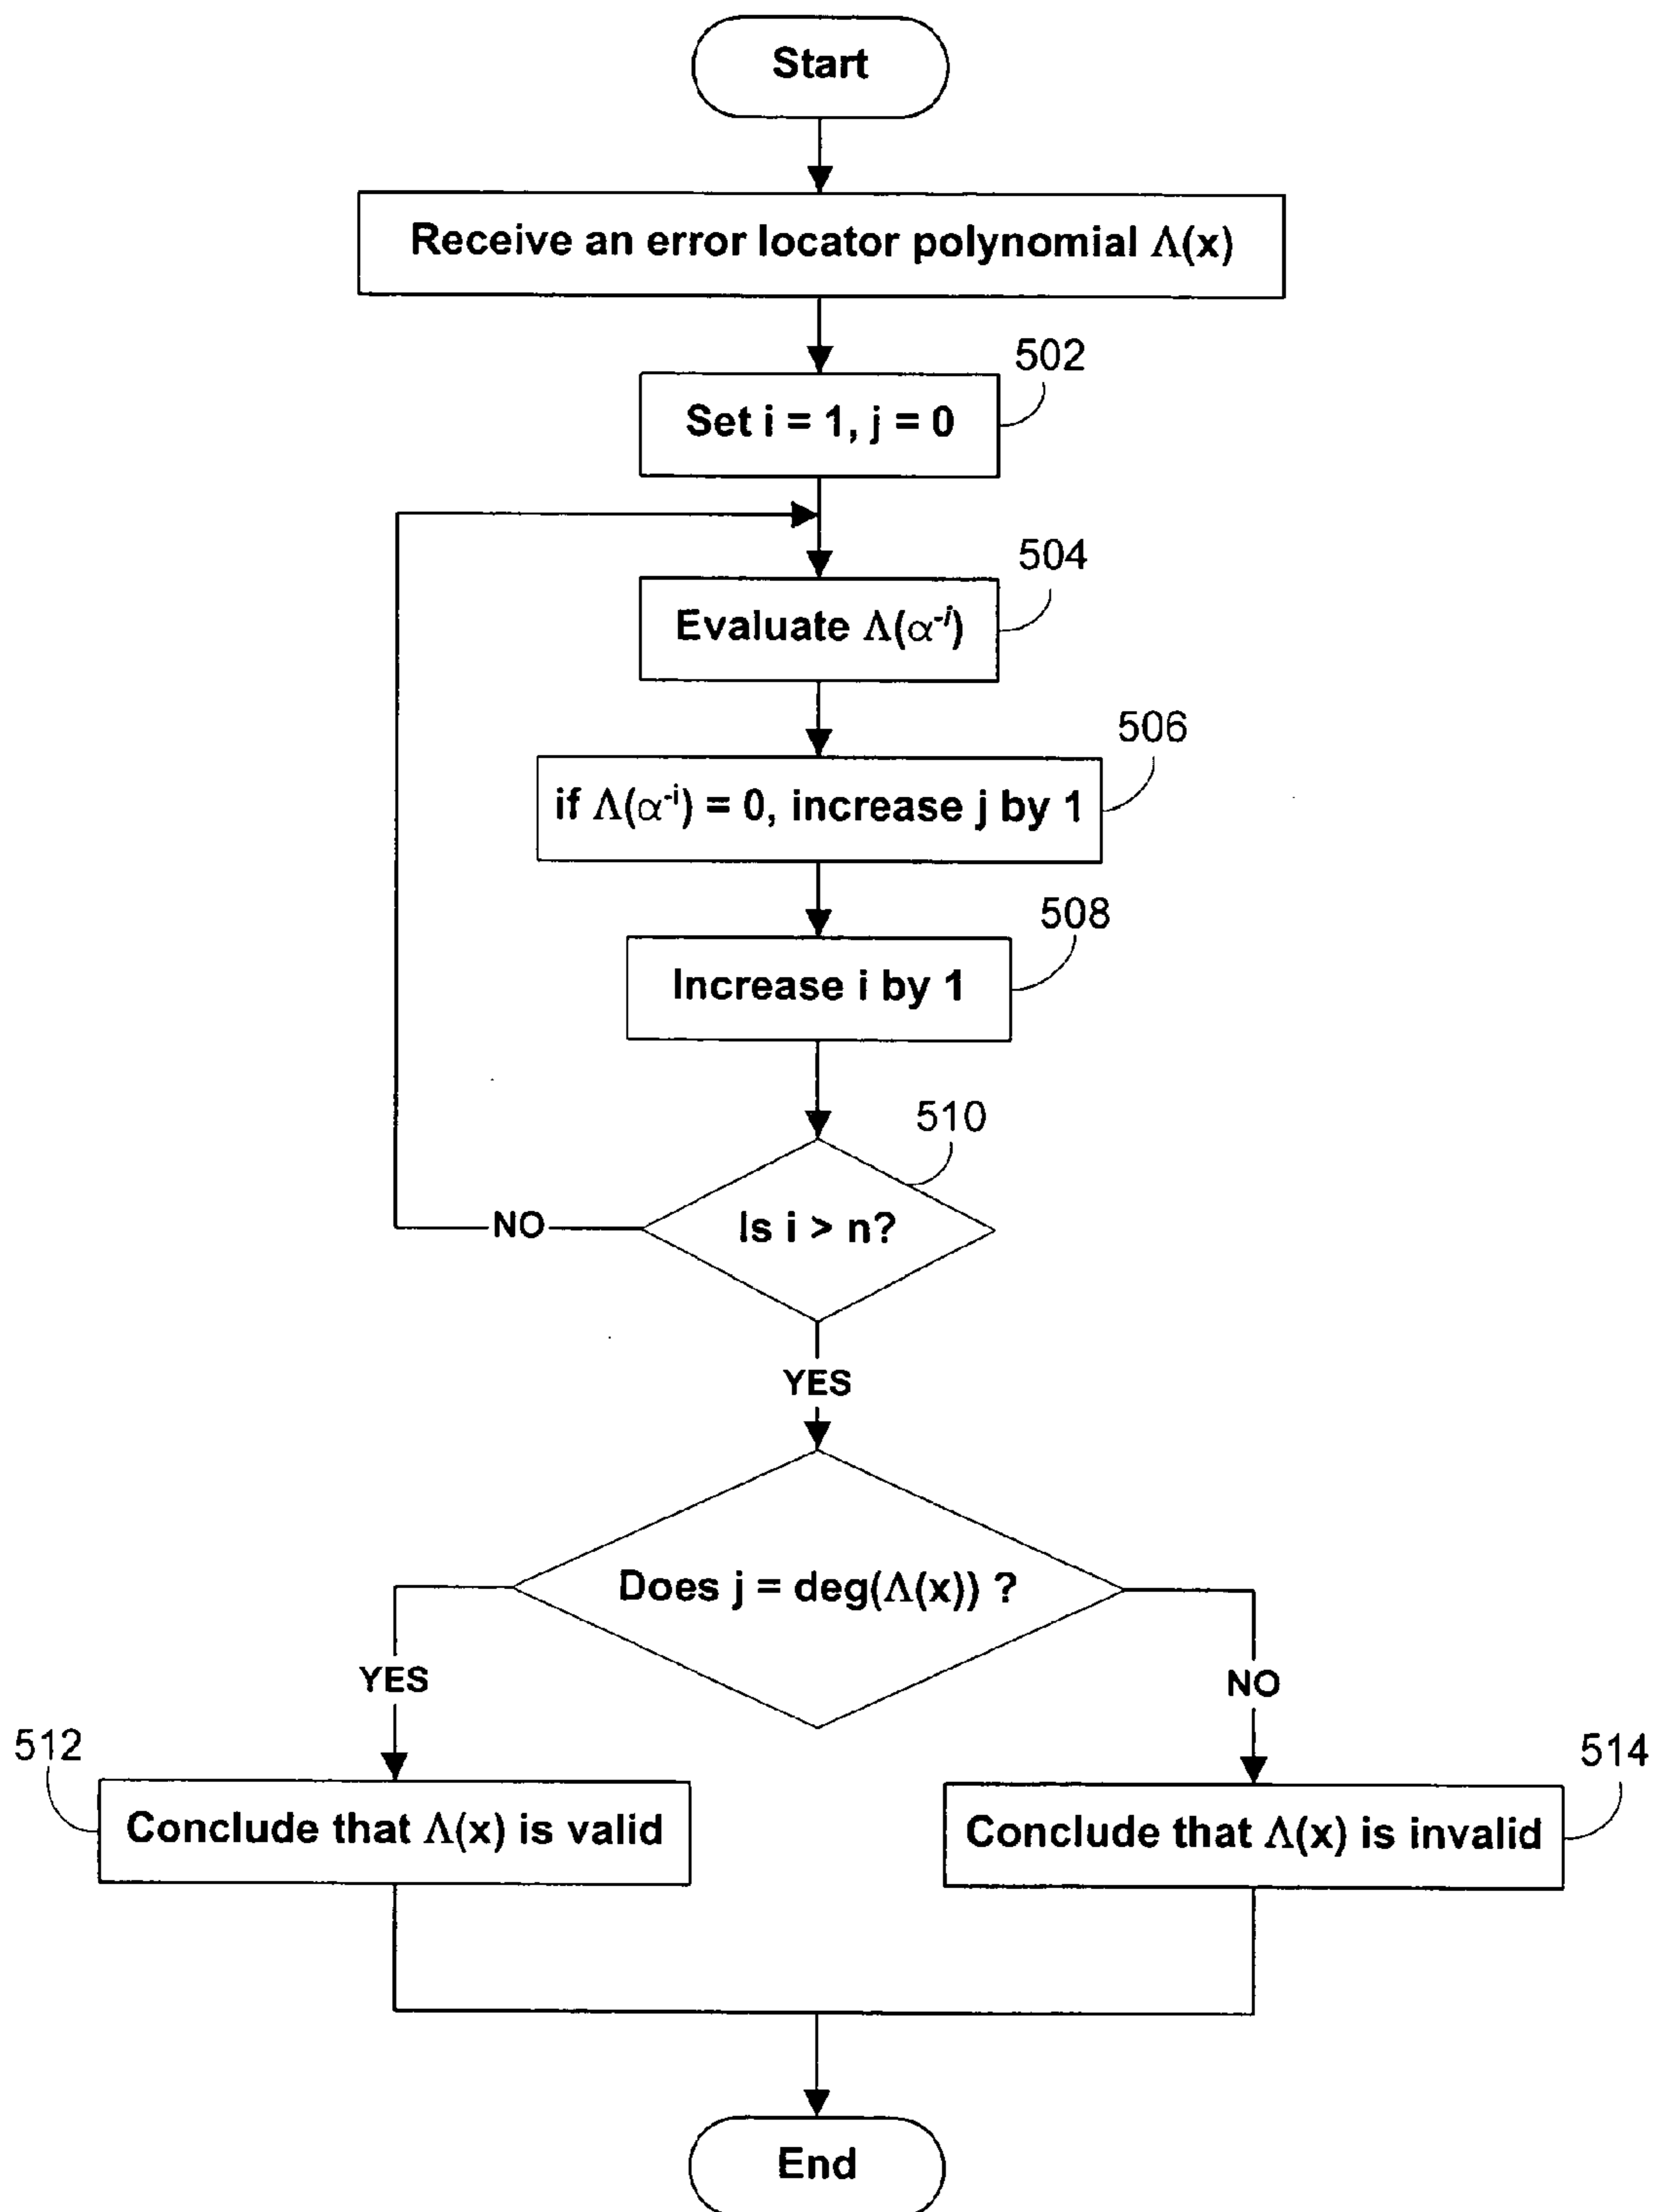 Start
Receive an error locator polynomial Λ(x)
502
Set i = 1, j = 0
504
Evaluate Λ(α⁻ⁱ)
506
if Λ(α⁻ⁱ) = 0, increase j by 1
508
Increase i by 1
510
Is i > n?
NO
YES
Does j = deg(Λ(x)) ?
YES
NO
512
514
Conclude that Λ(x) is valid
Conclude that Λ(x) is invalid
End